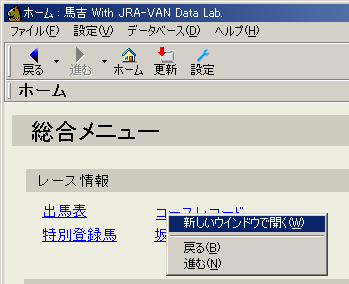 ホーム : 馬吉 With JRA-VAN Data Lab.
ファイル(F) 設定(V) データベース(D) ヘルプ(H)
戻る 進む ホーム 更新 設定
ホーム
総合メニュー
レース情報
出馬表 コースレコード
特別登録馬 坂
新しいウインドウで開く(W)
戻る(B)
進む(N)